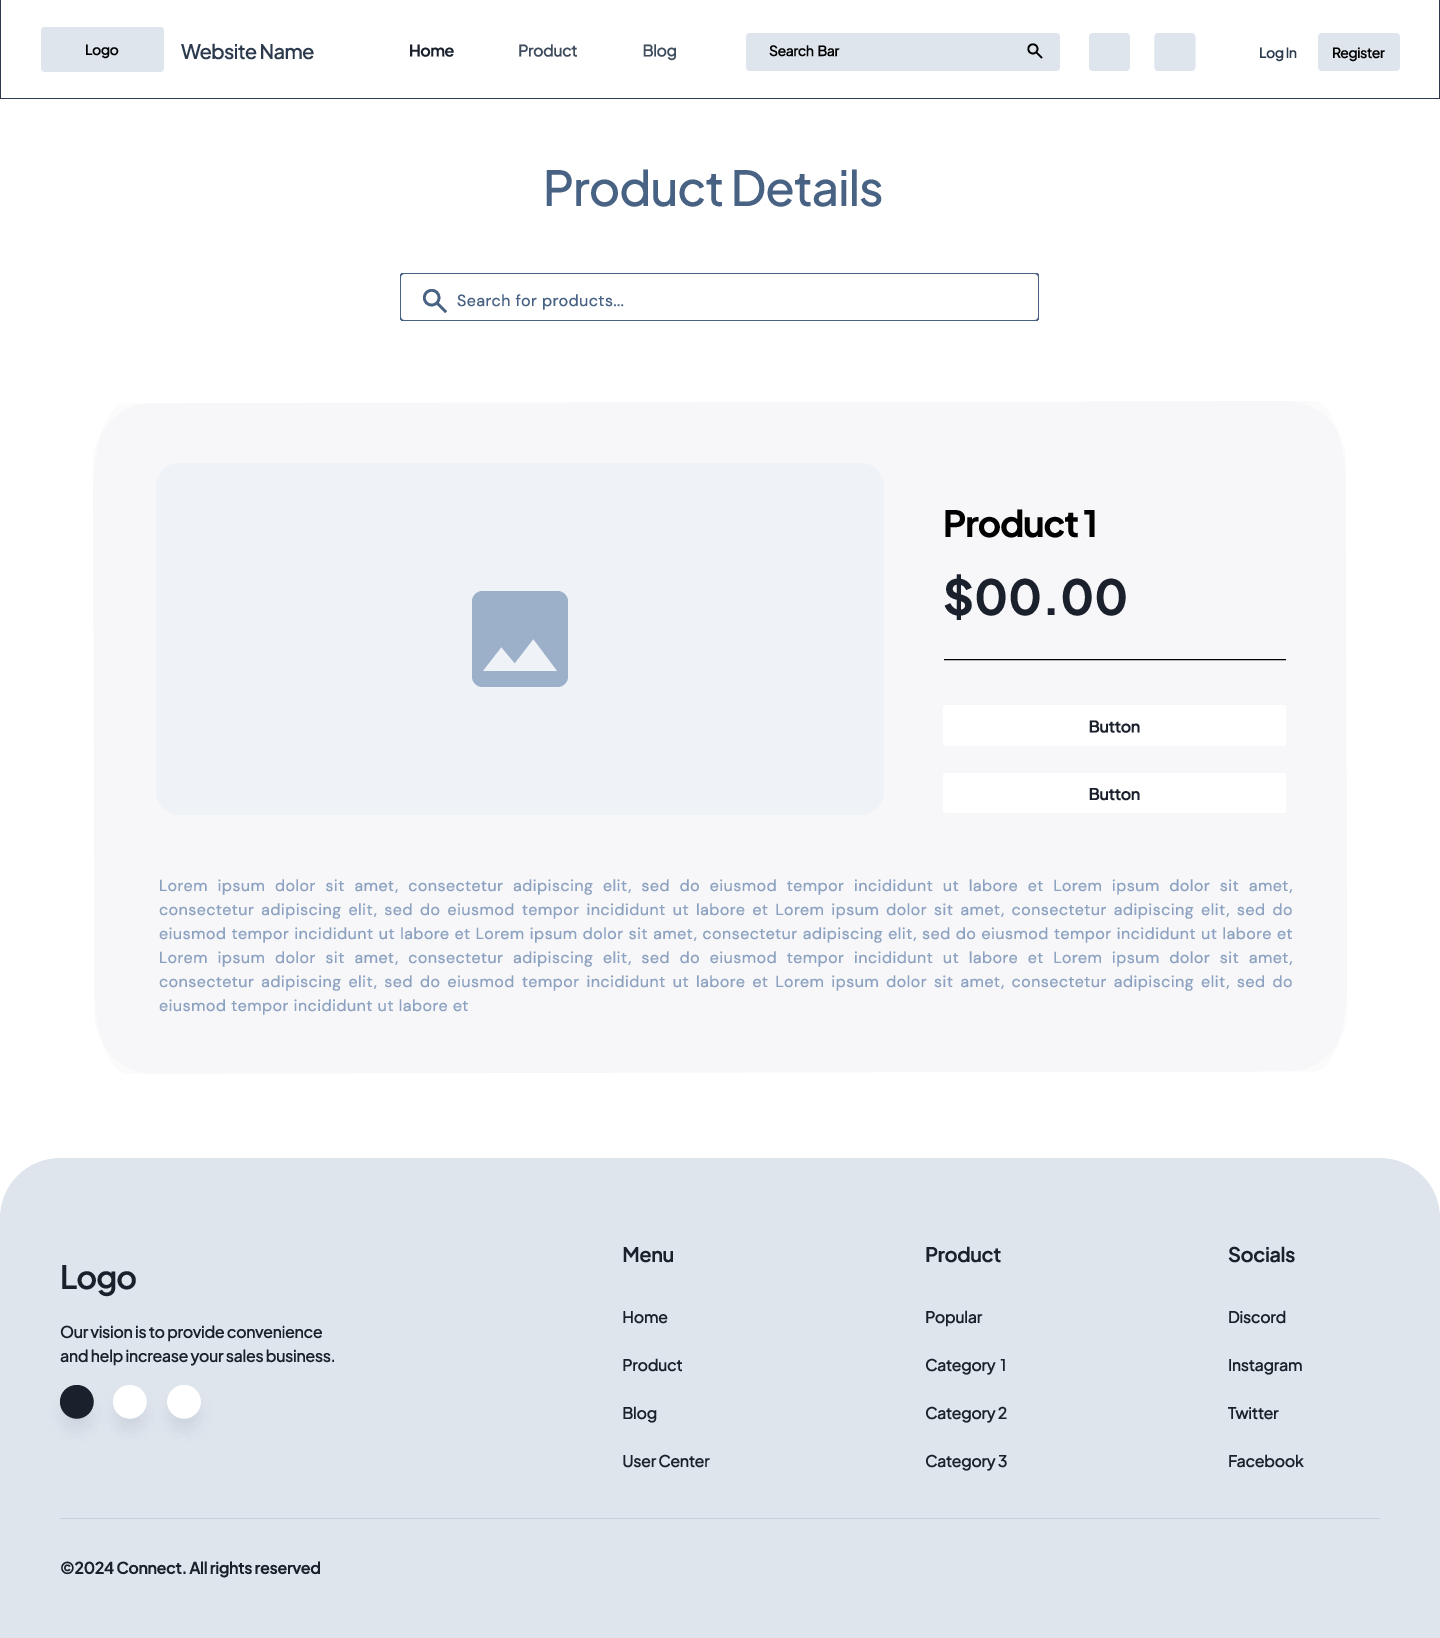 Logo
Website Name
Home
Product
Blog
Search Bar
Log In
Register
Product Details
Search for products...
Product 1
$00.00
Button
Button
Lorem ipsum dolor sit amet, consectetur adipiscing elit, sed do eiusmod tempor incididunt ut labore et Lorem ipsum dolor sit amet,
consectetur adipiscing elit, sed do eiusmod tempor incididunt ut labore et Lorem ipsum dolor sit amet, consectetur adipiscing elit, sed do
eiusmod tempor incididunt ut labore et Lorem ipsum dolor sit amet, consectetur adipiscing elit, sed do eiusmod tempor incididunt ut labore et
Lorem ipsum dolor sit amet, consectetur adipiscing elit, sed do eiusmod tempor incididunt ut labore et Lorem ipsum dolor sit amet,
consectetur adipiscing elit, sed do eiusmod tempor incididunt ut labore et Lorem ipsum dolor sit amet, consectetur adipiscing elit, sed do
eiusmod tempor incididunt ut labore et
Logo
Our vision is to provide convenience
and help increase your sales business.
Menu
Home
Product
Blog
User Center
Product
Popular
Category 1
Category 2
Category 3
Socials
Discord
Instagram
Twitter
Facebook
©2024 Connect. All rights reserved